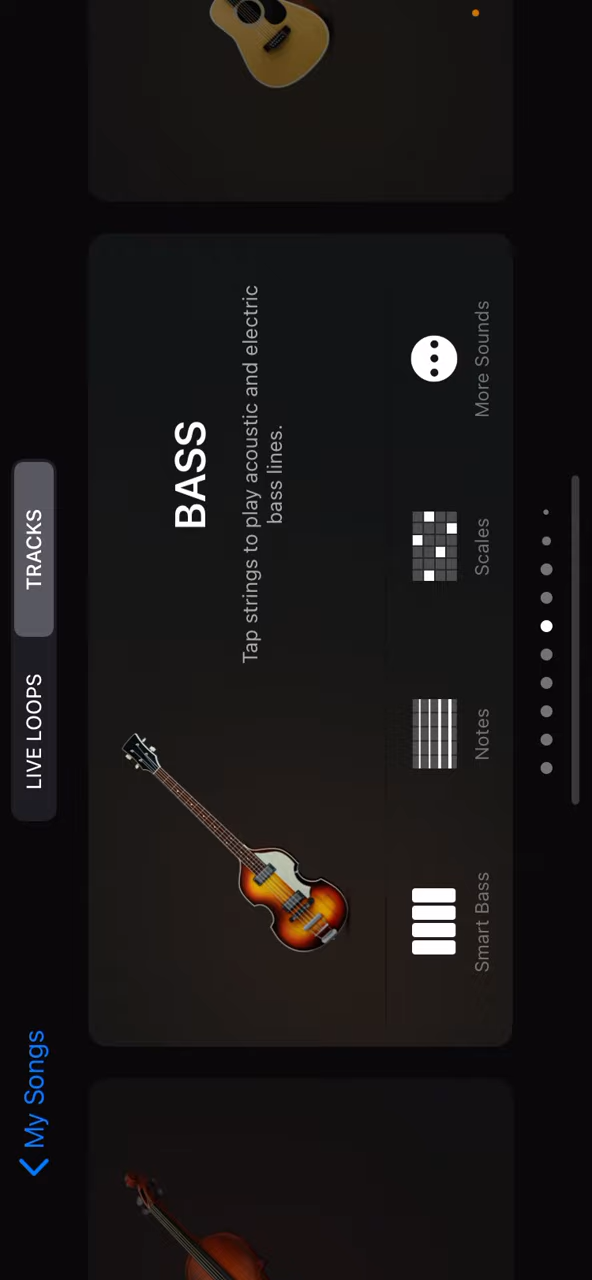 My Songs
LIVE LOOPS
TRACKS
BASS
Tap strings to play acoustic and electric
bass lines.
Smart Bass
Notes
Scales
More Sounds